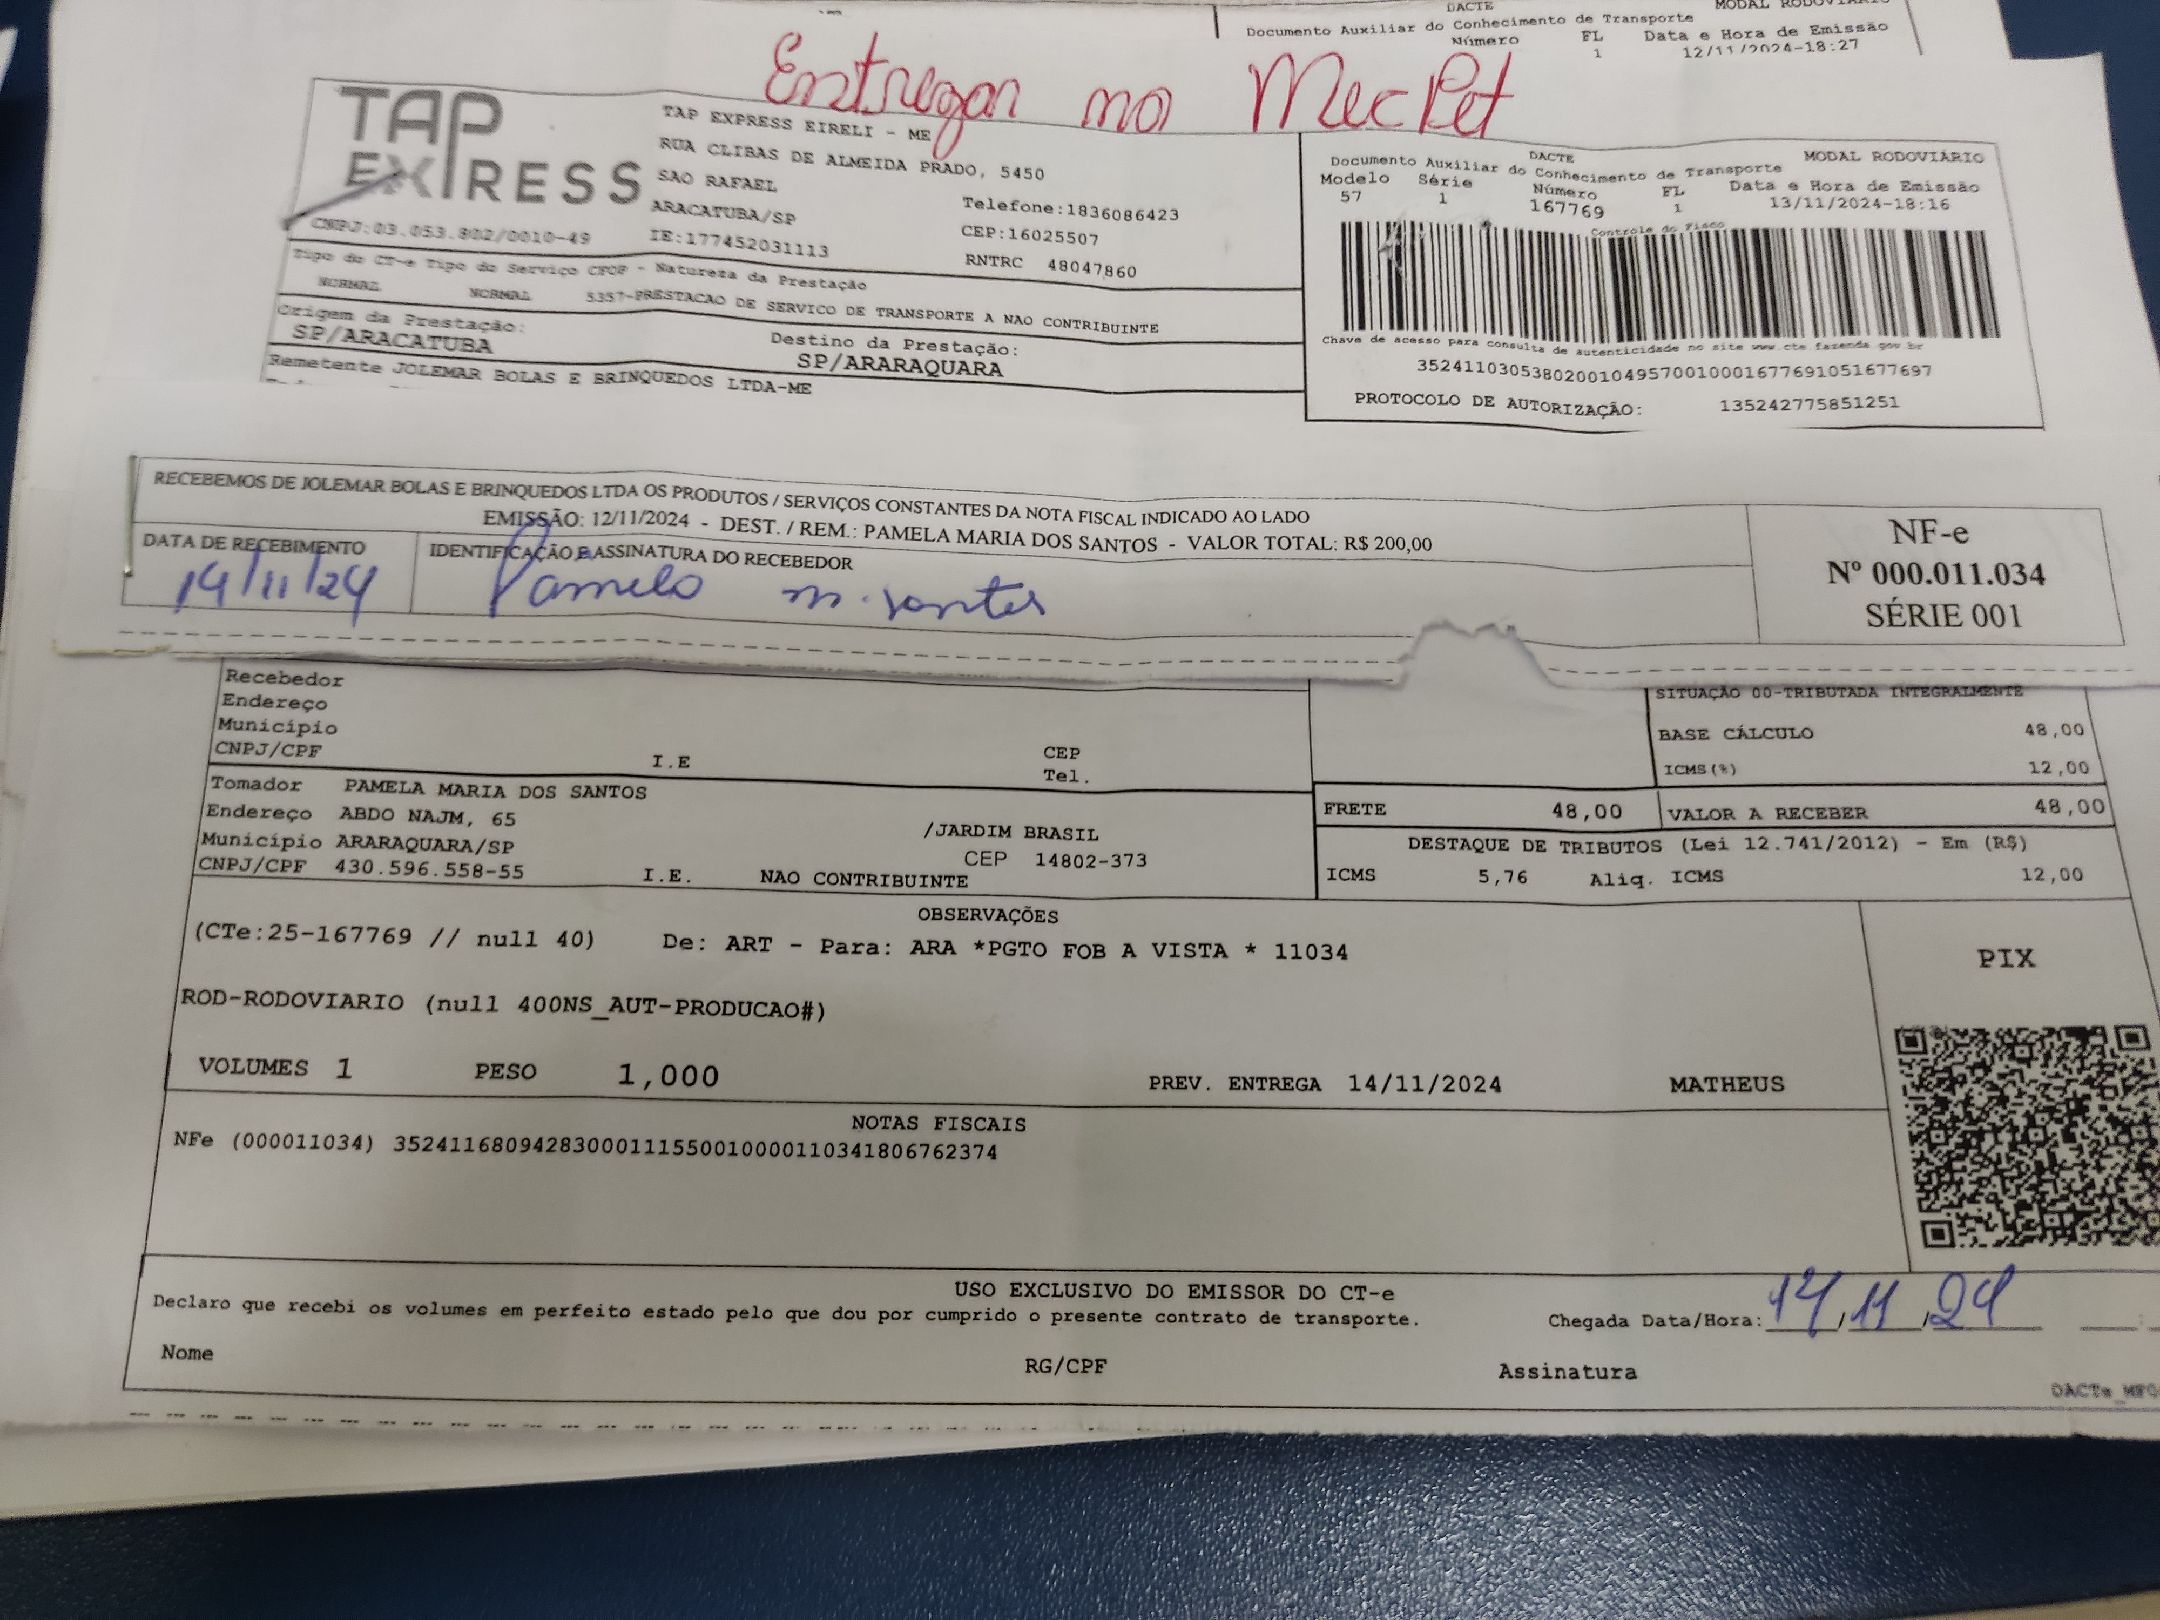 DACTE MODAL RODOVIÁRIO
Documento Auxiliar do Conhecimento de Transporte
Número FL Data e Hora de Emissão
1 12/11/2024-18:27
Entregar no MecPet
TAP
EXPRESS
CNPJ:03.053.802/0010-49
TAP EXPRESS EIRELI - ME
RUA CLIBAS DE ALMEIDA PRADO, 5450
SAO RAFAEL
ARACATUBA/SP
IE:177452031113
Telefone:1836086423
CEP:16025507
RNTRC 48047860
DACTE MODAL RODOVIÁRIO
Documento Auxiliar do Conhecimento de Transporte
Modelo Série Número FL Data e Hora de Emissão
57 1 167769 1 13/11/2024-18:16
Controle do Fisco
Chave de acesso para consulta de autenticidade no site www.cte.fazenda.gov.br
35241103053802001049570010001677691051677697
PROTOCOLO DE AUTORIZAÇÃO: 135242775851251
Tipo do CT-e Tipo do Serviço CFOP - Natureza da Prestação
NORMAL NORMAL 5357-PRESTACAO DE SERVICO DE TRANSPORTE A NAO CONTRIBUINTE
Origem da Prestação: Destino da Prestação:
SP/ARACATUBA SP/ARARAQUARA
Remetente JOLEMAR BOLAS E BRINQUEDOS LTDA-ME
RECEBEMOS DE JOLEMAR BOLAS E BRINQUEDOS LTDA OS PRODUTOS / SERVIÇOS CONSTANTES DA NOTA FISCAL INDICADO AO LADO
EMISSÃO: 12/11/2024 - DEST. / REM.: PAMELA MARIA DOS SANTOS - VALOR TOTAL: R$ 200,00
DATA DE RECEBIMENTO IDENTIFICAÇÃO E ASSINATURA DO RECEBEDOR
14/11/24 Pamela m. santos
NF-e
Nº 000.011.034
SÉRIE 001
Recebedor
Endereço
Município
CNPJ/CPF I.E CEP
Tel.
SITUAÇÃO 00-TRIBUTADA INTEGRALMENTE
BASE CÁLCULO 48,00
ICMS(%) 12,00
Tomador PAMELA MARIA DOS SANTOS
Endereço ABDO NAJM, 65 /JARDIM BRASIL
Município ARARAQUARA/SP CEP 14802-373
CNPJ/CPF 430.596.558-55 I.E. NAO CONTRIBUINTE
FRETE 48,00 VALOR A RECEBER 48,00
DESTAQUE DE TRIBUTOS (Lei 12.741/2012) - Em (R$)
ICMS 5,76 Aliq. ICMS 12,00
OBSERVAÇÕES
(CTe:25-167769 // null 40) De: ART - Para: ARA *PGTO FOB A VISTA * 11034
PIX
ROD-RODOVIARIO (null 400NS_AUT-PRODUCAO#)
VOLUMES 1 PESO 1,000 PREV. ENTREGA 14/11/2024 MATHEUS
NOTAS FISCAIS
NFe (000011034) 35241168094283000111550010000110341806762374
USO EXCLUSIVO DO EMISSOR DO CT-e
Declaro que recebi os volumes em perfeito estado pelo que dou por cumprido o presente contrato de transporte. Chegada Data/Hora: 14/11/24
Nome RG/CPF Assinatura